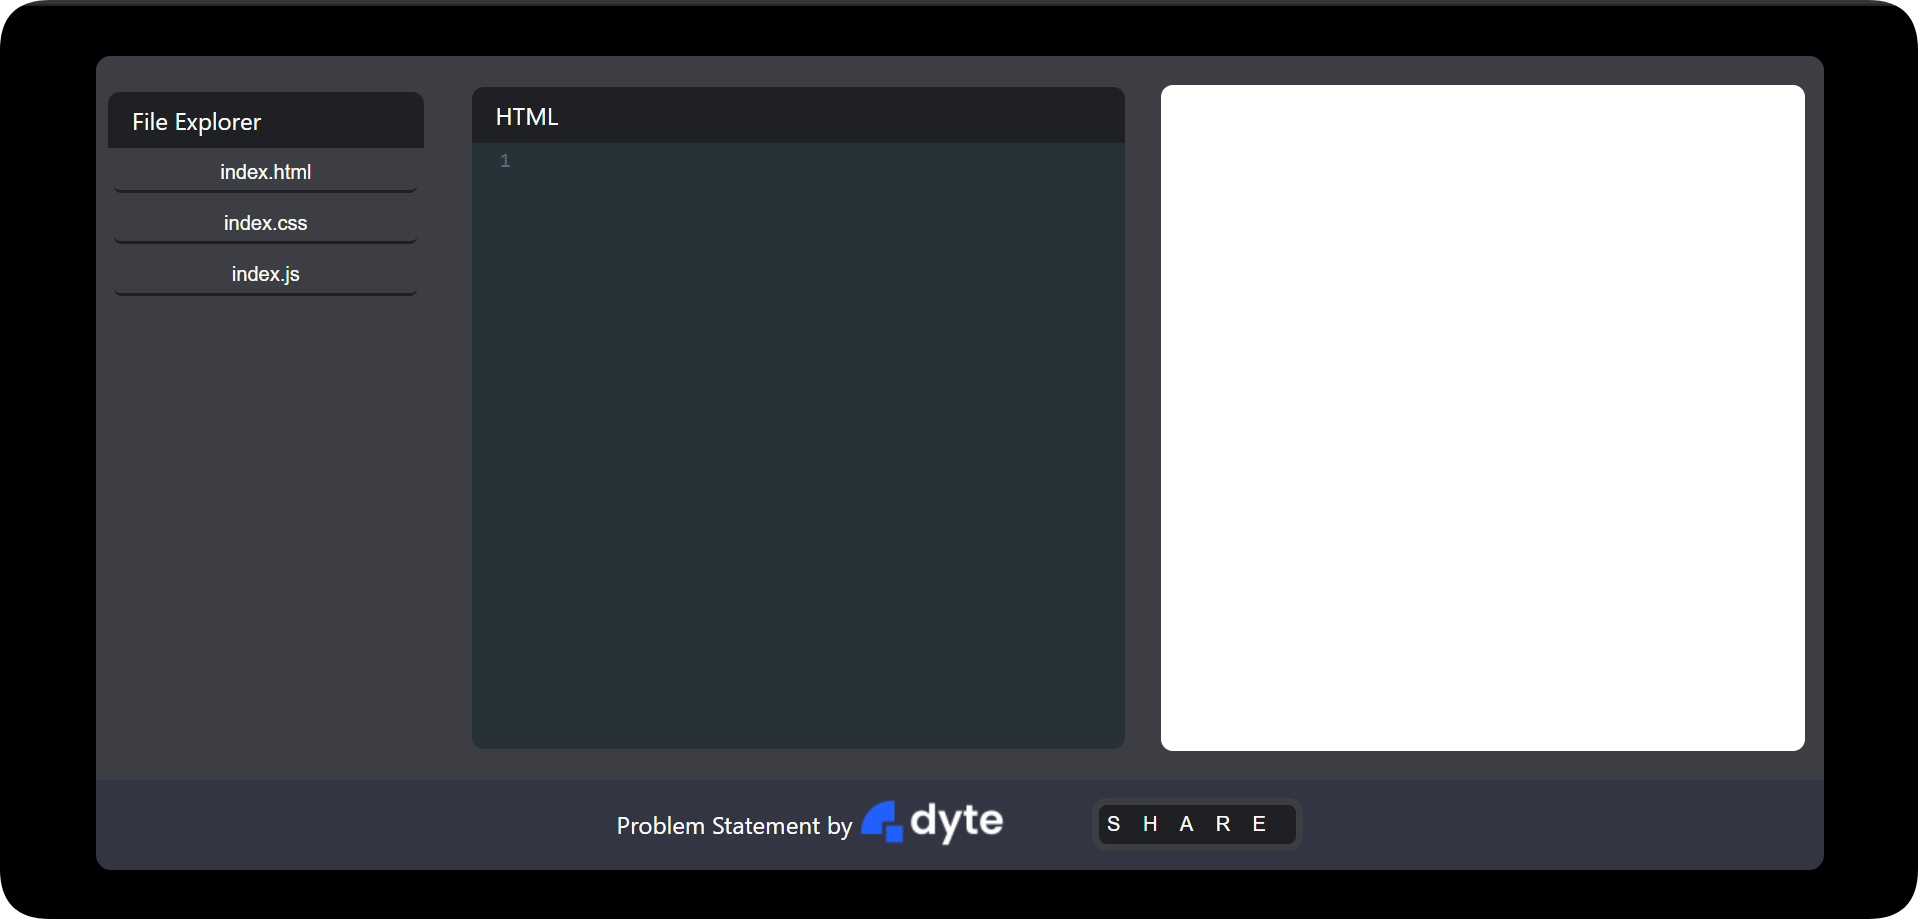 File Explorer
index.html
index.css
index.js
HTML
1
Problem Statement by dyte
S H A R E